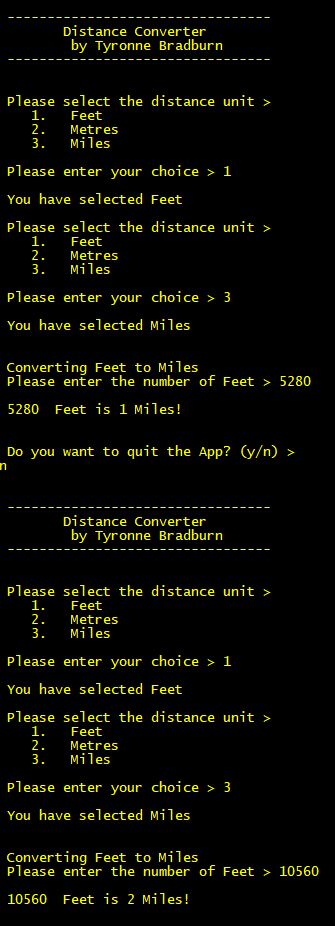 ---------------------------------
Distance Converter
by Tyronne Bradburn
---------------------------------
Please select the distance unit >
1. Feet
2. Metres
3. Miles
Please enter your choice > 1
You have selected Feet
Please select the distance unit >
1. Feet
2. Metres
3. Miles
Please enter your choice > 3
You have selected Miles
Converting Feet to Miles
Please enter the number of Feet > 5280
5280  Feet is 1 Miles!
Do you want to quit the App? (y/n) >
n
---------------------------------
Distance Converter
by Tyronne Bradburn
---------------------------------
Please select the distance unit >
1. Feet
2. Metres
3. Miles
Please enter your choice > 1
You have selected Feet
Please select the distance unit >
1. Feet
2. Metres
3. Miles
Please enter your choice > 3
You have selected Miles
Converting Feet to Miles
Please enter the number of Feet > 10560
10560  Feet is 2 Miles!